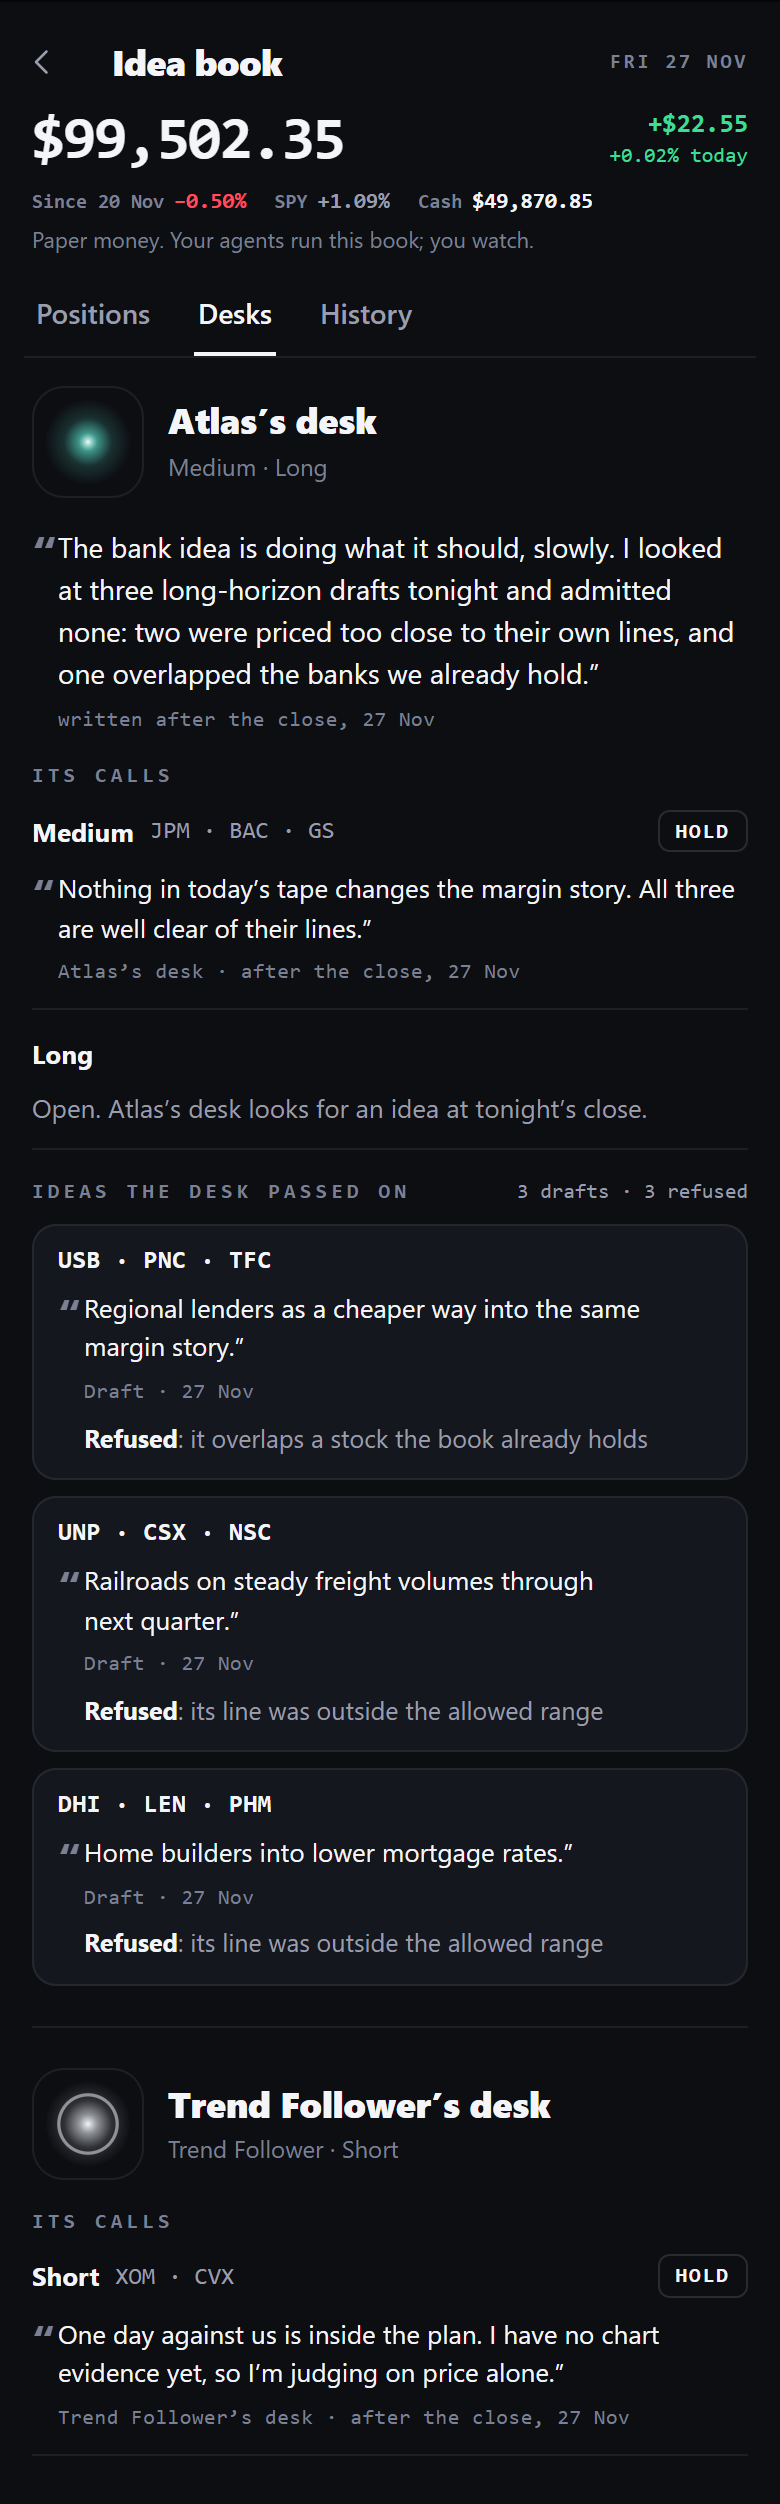 Idea book
FRI 27 NOV
$99,502.35
+$22.55
+0.02% today
Since 20 Nov −0.50% SPY +1.09% Cash $49,870.85
Paper money. Your agents run this book; you watch.
Positions Desks History
Atlas’s desk
Medium · Long
“The bank idea is doing what it should, slowly. I looked
at three long-horizon drafts tonight and admitted
none: two were priced too close to their own lines, and
one overlapped the banks we already hold.”
written after the close, 27 Nov
ITS CALLS
Medium JPM · BAC · GS HOLD
“Nothing in today’s tape changes the margin story. All three
are well clear of their lines.”
Atlas’s desk · after the close, 27 Nov
Long
Open. Atlas’s desk looks for an idea at tonight’s close.
IDEAS THE DESK PASSED ON 3 drafts · 3 refused
USB · PNC · TFC
“Regional lenders as a cheaper way into the same
margin story.”
Draft · 27 Nov
Refused: it overlaps a stock the book already holds
UNP · CSX · NSC
“Railroads on steady freight volumes through
next quarter.”
Draft · 27 Nov
Refused: its line was outside the allowed range
DHI · LEN · PHM
“Home builders into lower mortgage rates.”
Draft · 27 Nov
Refused: its line was outside the allowed range
Trend Follower’s desk
Trend Follower · Short
ITS CALLS
Short XOM · CVX HOLD
“One day against us is inside the plan. I have no chart
evidence yet, so I’m judging on price alone.”
Trend Follower’s desk · after the close, 27 Nov